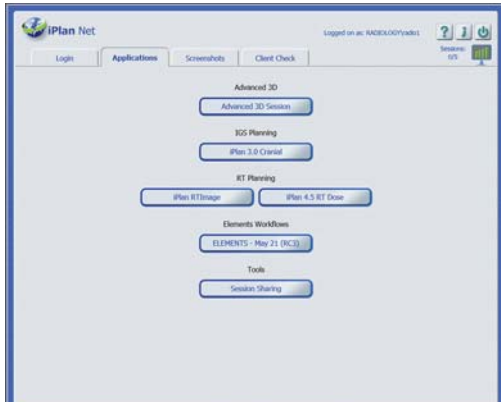 iPlan Net
Logged on as: RADIOLOGY\radio1
?
Sessions:
0/5
Login
Applications
Screenshots
Client Check
Advanced 3D
Advanced 3D Session
IGS Planning
iPlan 3.0 Cranial
RT Planning
iPlan RTImage
iPlan 4.5 RT Dose
Elements Workflows
ELEMENTS - May 21 (RC3)
Tools
Session Sharing